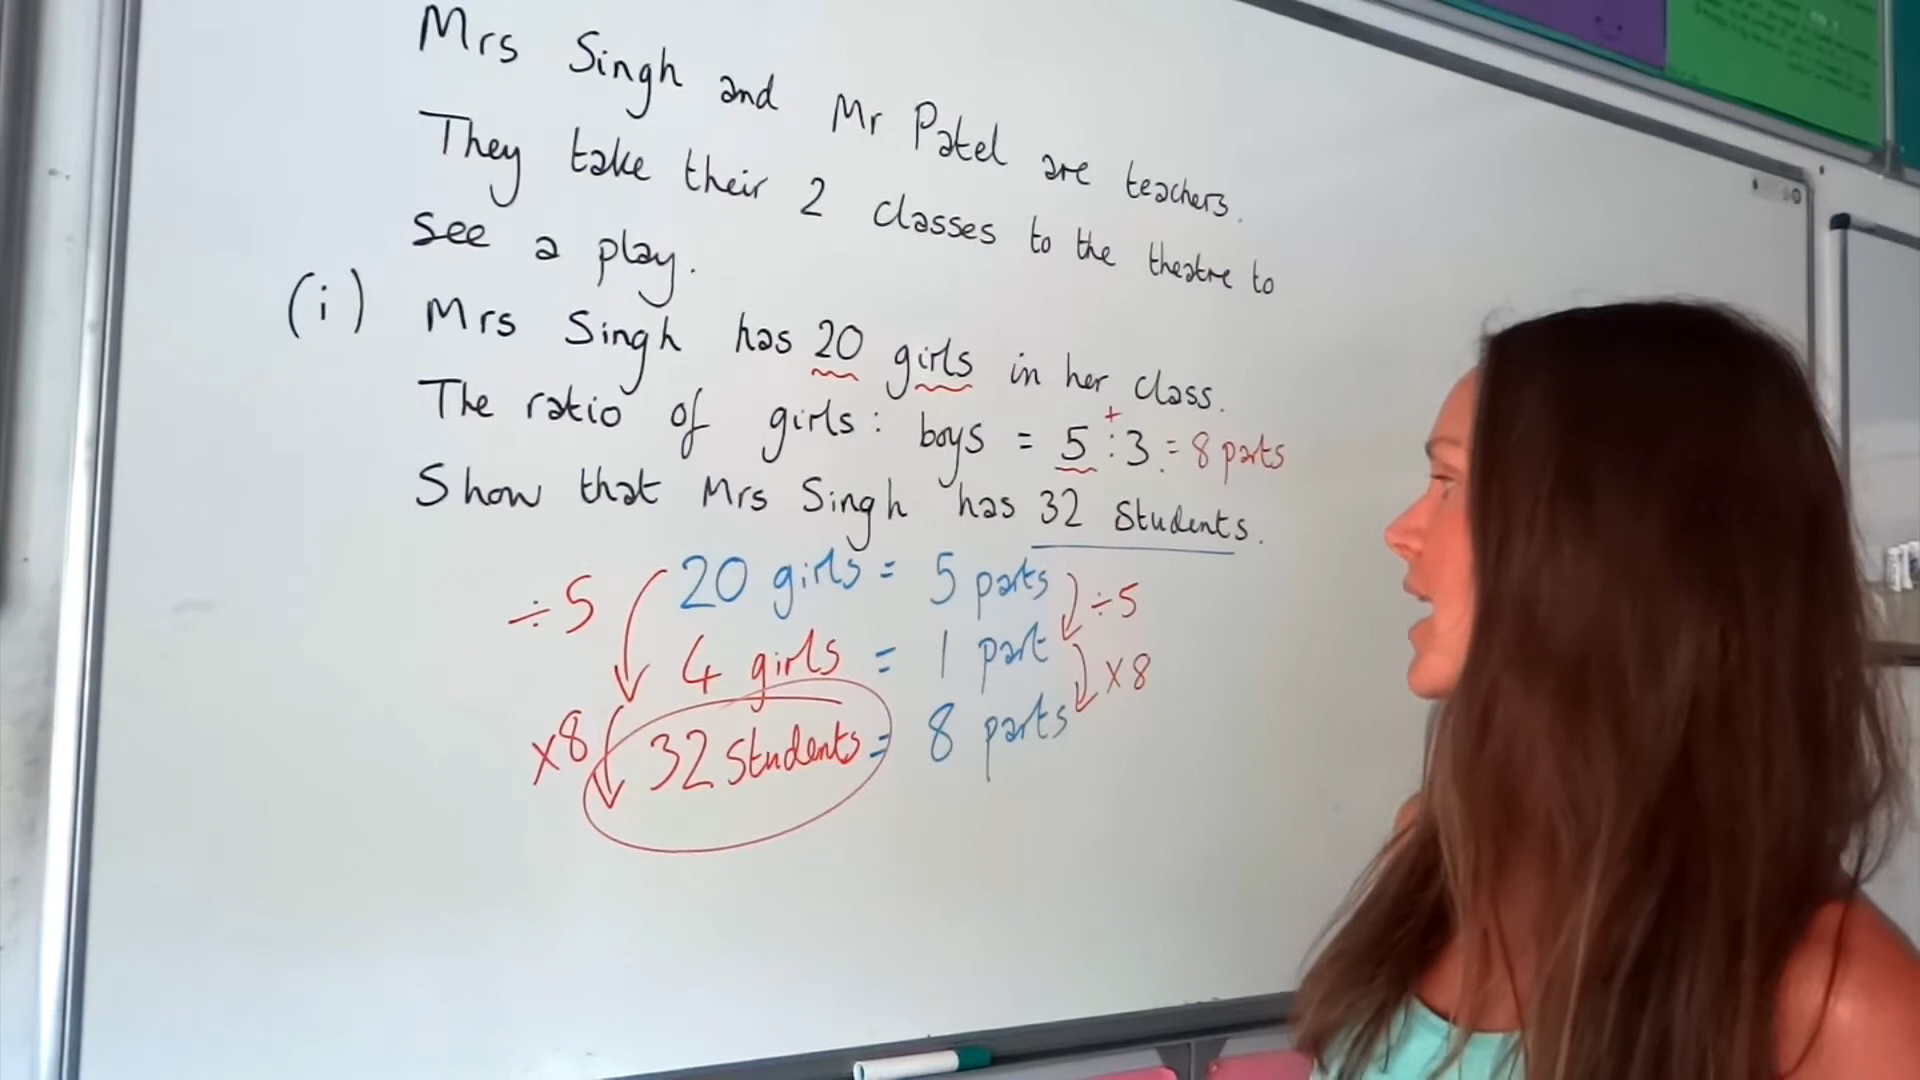 Mrs Singh and Mr Patel are teachers.
They take their 2 classes to the theatre to
see a play.
(i) Mrs Singh has 20 girls in her class.
The ratio of girls : boys = 5 : 3 = 8 parts
+
Show that Mrs Singh has 32 students.
÷5 20 girls = 5 parts ÷5
4 girls = 1 part
×8 32 students = 8 parts ×8